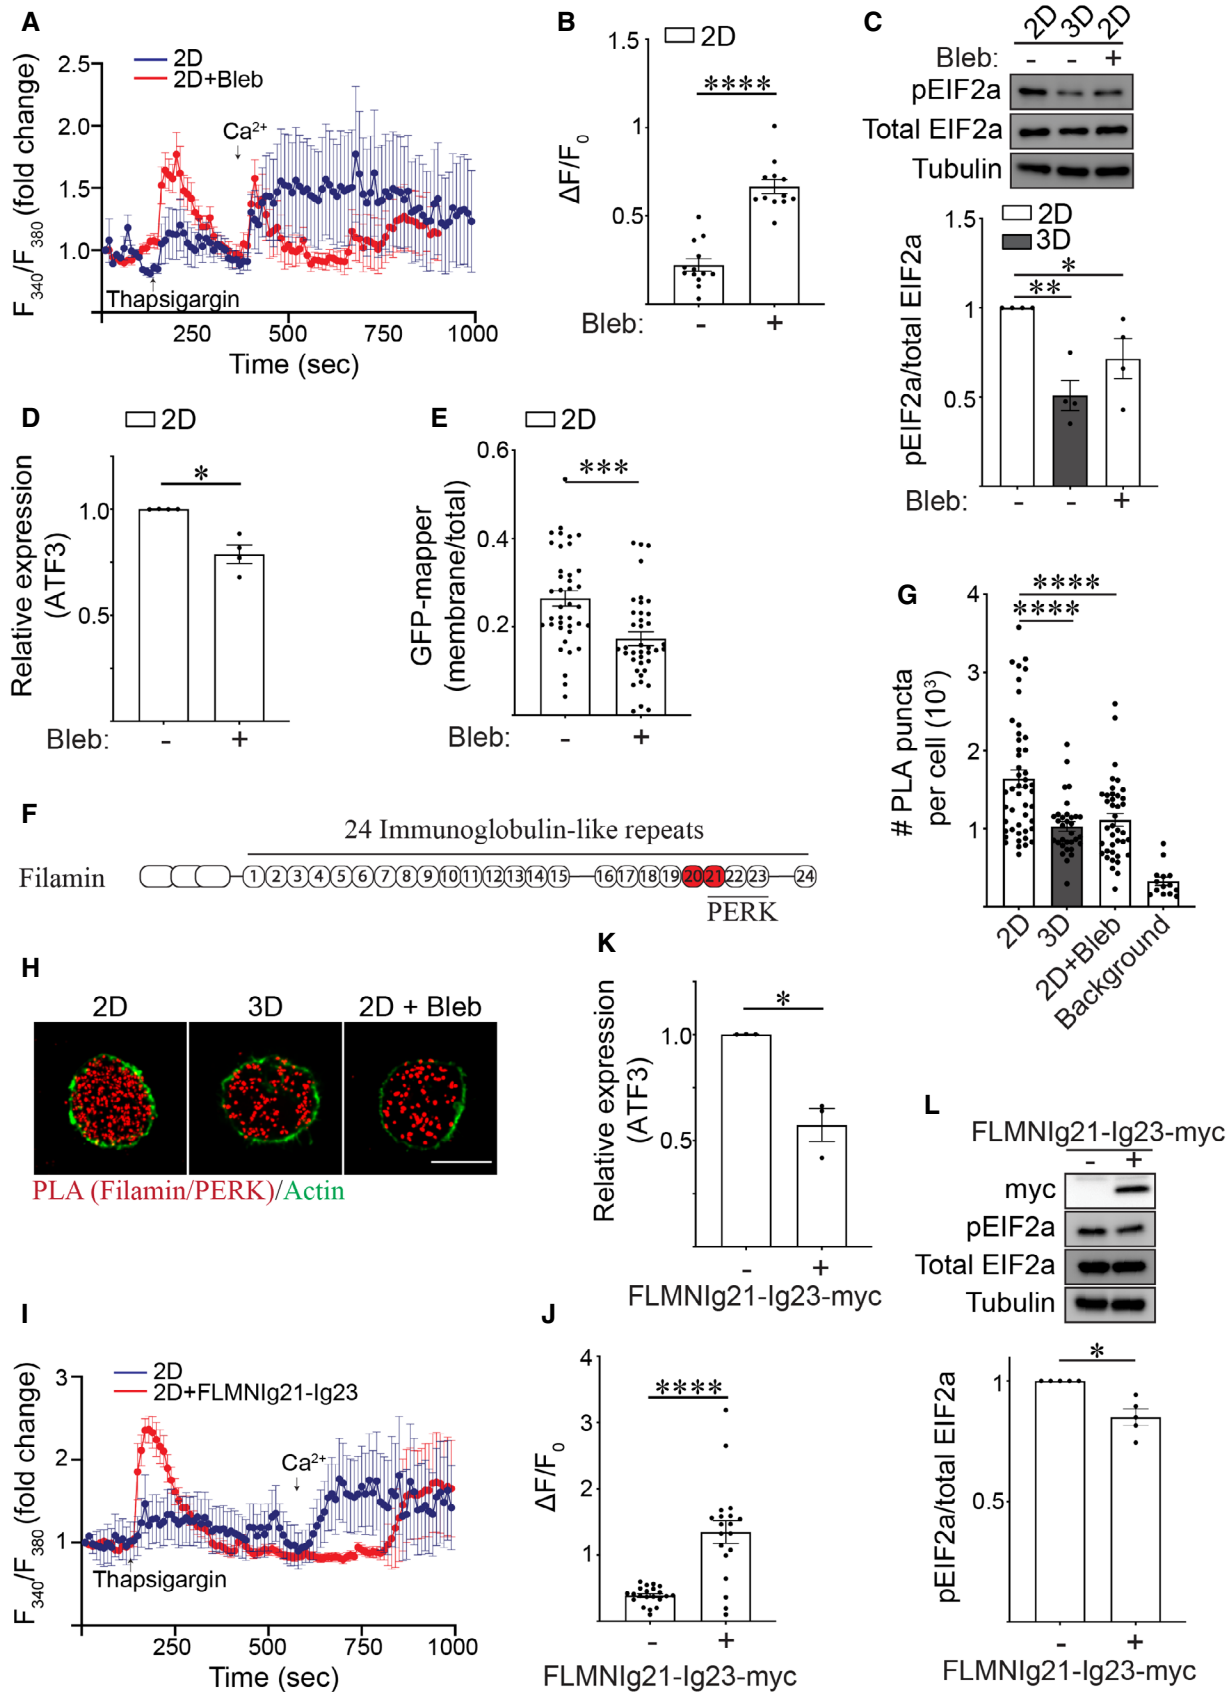 A
2D
2D+Bleb
Ca²⁺
Thapsigargin
2.5
2.0
1.5
1.0
F340/F380 (fold change)
250
500
750
1000
Time (sec)
B
2D
****
1.5
1
0.5
ΔF/F0
Bleb: - +
C
2D 3D 2D
Bleb: - - +
pEIF2a
Total EIF2a
Tubulin
2D
3D
*
**
1.5
1
0.5
pEIF2a/total EIF2a
Bleb: - - +
D
2D
*
1.0
0.5
Relative expression
(ATF3)
Bleb: - +
E
2D
***
0.6
0.4
0.2
GFP-mapper
(membrane/total)
Bleb: - +
F
24 Immunoglobulin-like repeats
Filamin
1 2 3 4 5 6 7 8 9 10 11 12 13 14 15 16 17 18 19 20 21 22 23 24
PERK
G
****
****
4
3
2
1
# PLA puncta
per cell (10³)
2D
3D
2D+Bleb
Background
H
2D 3D 2D + Bleb
PLA (Filamin/PERK)/Actin
I
2D
2D+FLMNIg21-Ig23
Ca²⁺
Thapsigargin
3
2
1
F340/F380 (fold change)
250
500
750
1000
Time (sec)
J
****
4
3
2
1
ΔF/F0
- +
FLMNIg21-Ig23-myc
K
*
1.0
0.5
Relative expression
(ATF3)
- +
FLMNIg21-Ig23-myc
L
FLMNIg21-Ig23-myc
- +
myc
pEIF2a
Total EIF2a
Tubulin
*
1
0.5
pEIF2a/total EIF2a
- +
FLMNIg21-Ig23-myc